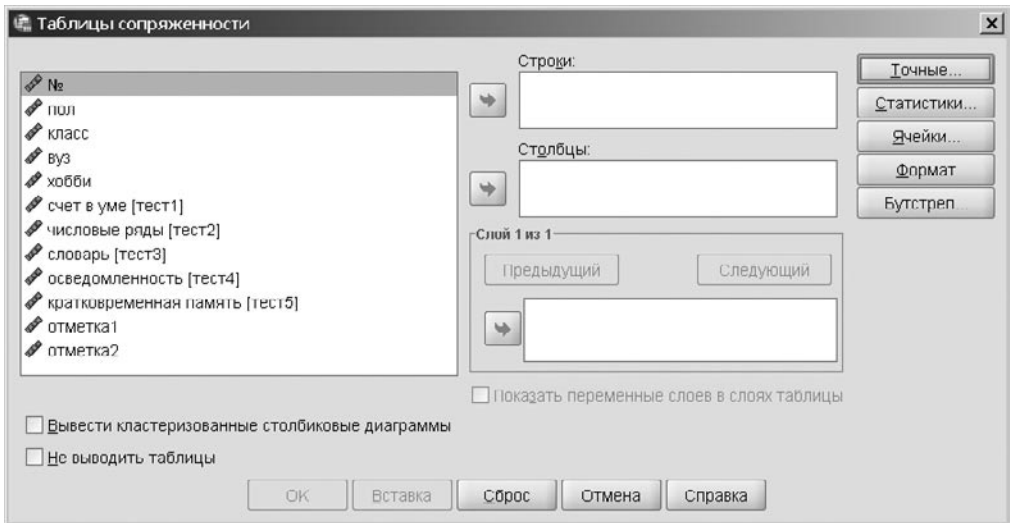 Таблицы сопряженности
№
пол
класс
вуз
хобби
счет в уме [тест1]
числовые ряды [тест2]
словарь [тест3]
осведомленность [тест4]
кратковременная память [тест5]
отметка1
отметка2
Строки:
Столбцы:
Слой 1 из 1
Предыдущий
Следующий
Показать переменные слоев в слоях таблицы
Точные...
Статистики...
Ячейки...
Формат
Бутстреп...
Вывести кластеризованные столбиковые диаграммы
Не выводить таблицы
ОК
Вставка
Сброс
Отмена
Справка